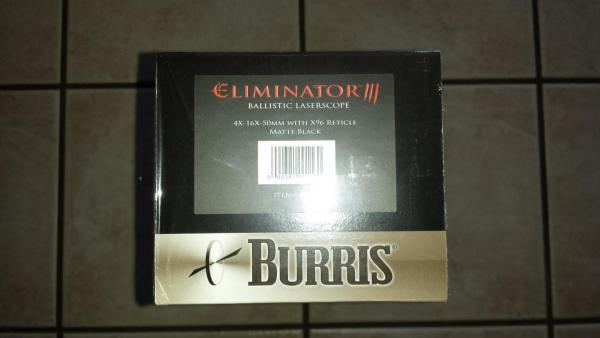 ELIMINATOR III
BALLISTIC LASERSCOPE
4X-16X-50MM WITH X96 RETICLE
MATTE BLACK
BURRIS®